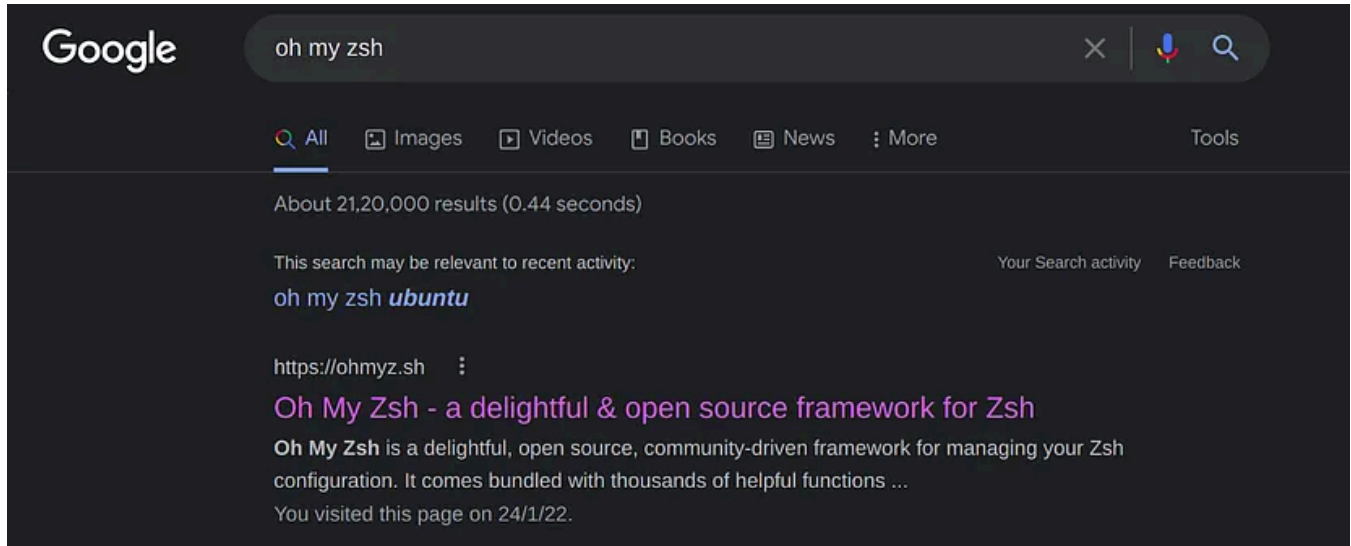 Google
oh my zsh
All Images Videos Books News More Tools
About 21,20,000 results (0.44 seconds)
This search may be relevant to recent activity: Your Search activity Feedback
oh my zsh ubuntu
https://ohmyz.sh
Oh My Zsh - a delightful & open source framework for Zsh
Oh My Zsh is a delightful, open source, community-driven framework for managing your Zsh
configuration. It comes bundled with thousands of helpful functions ...
You visited this page on 24/1/22.